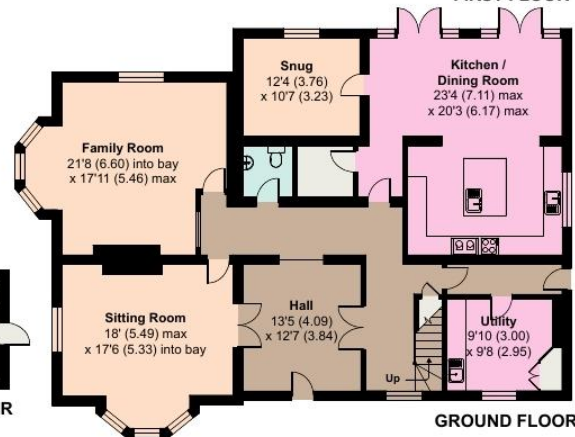 FIRST FLOOR
Snug
12'4 (3.76)
x 10'7 (3.23)
Kitchen /
Dining Room
23'4 (7.11) max
x 20'3 (6.17) max
Family Room
21'8 (6.60) into bay
x 17'11 (5.46) max
Sitting Room
18' (5.49) max
x 17'6 (5.33) into bay
Hall
13'5 (4.09)
x 12'7 (3.84)
Utility
9'10 (3.00)
x 9'8 (2.95)
Up
R
GROUND FLOOR